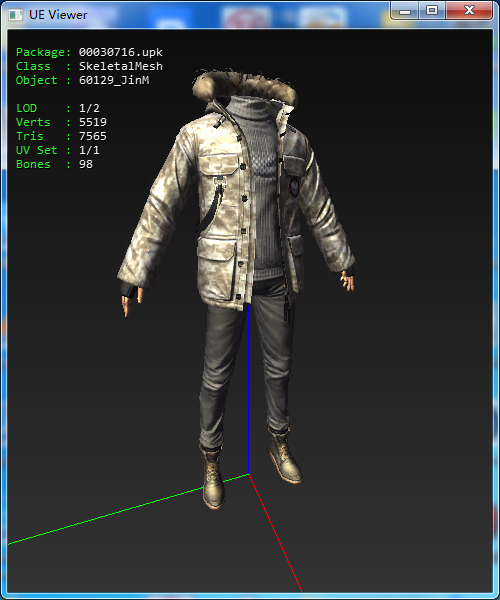 UE Viewer
Package: 00030716.upk
Class : SkeletalMesh
Object : 60129_JinM
LOD : 1/2
Verts : 5519
Tris : 7565
UV Set : 1/1
Bones : 98